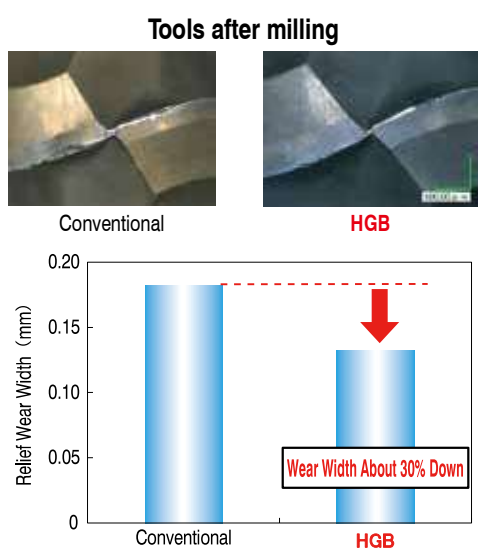 Tools after milling
Conventional
HGB
Relief Wear Width (mm)
0.20
0.15
0.10
0.05
0
Wear Width About 30% Down
Conventional
HGB